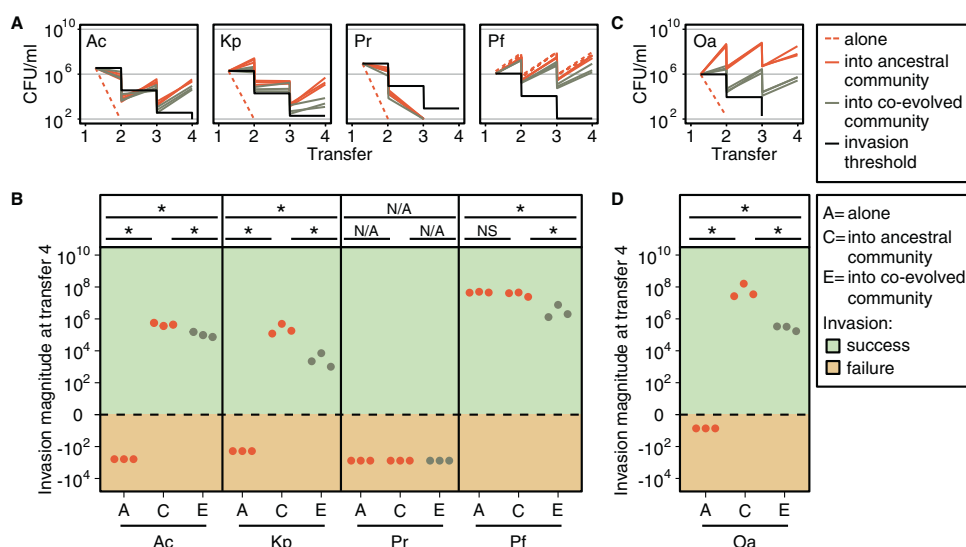 A
CFU/ml
10^10
10^6
10^2
Ac
1 2 3 4
Kp
1 2 3 4
Pr
1 2 3 4
Pf
1 2 3 4
Transfer
C
CFU/ml
10^10
10^6
10^2
Oa
1 2 3 4
Transfer
alone
into ancestral
community
into co-evolved
community
invasion
threshold
B
Invasion magnitude at transfer 4
* * *
* * *
N/A
N/A N/A
*
NS *
10^10
10^8
10^6
10^4
10^2
0
-10^2
-10^4
A C E A C E A C E A C E
Ac Kp Pr Pf
D
Invasion magnitude at transfer 4
*
* *
10^10
10^8
10^6
10^4
10^2
0
-10^2
-10^4
A C E
Oa
A= alone
C= into ancestral
community
E= into co-evolved
community
Invasion:
success
failure